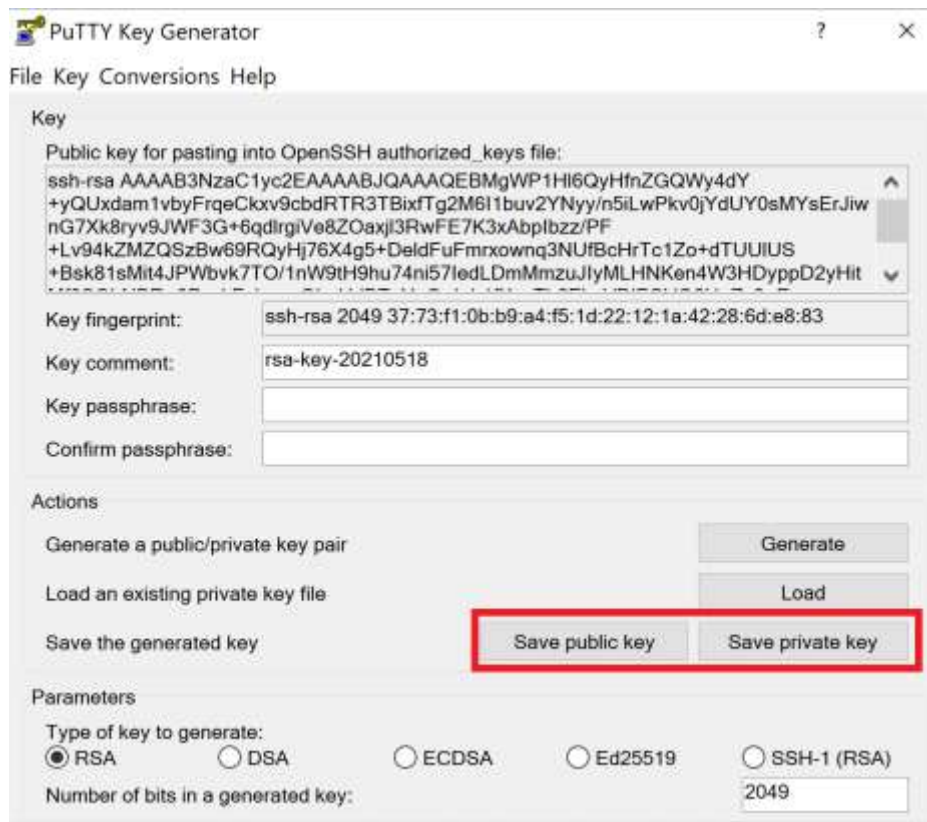 PuTTY Key Generator
? ×
File Key Conversions Help
Key
Public key for pasting into OpenSSH authorized_keys file:
ssh-rsa AAAAB3NzaC1yc2EAAAABJQAAAQEBMgWP1Hl6QyHfnZGQWy4dY
+yQUxdam1vbyFrqeCkxv9cbdRTR3TBixfTg2M6I1buv2YNyy/n5iLwPkv0jYdUY0sMYsErJiw
nG7Xk8ryv9JWF3G+6qdlrgiVe8ZOaxjl3RwFE7K3xAbpIbzz/PF
+Lv94kZMZQSzBw69RQyHj76X4g5+DeldFuFmrxownq3NUfBcHrTc1Zo+dTUUIUS
+Bsk81sMit4JPWbvk7TO/1nW9tH9hu74ni57IedLDmMmzuJIyMLHNKen4W3HDyppD2yHit
Key fingerprint: ssh-rsa 2049 37:73:f1:0b:b9:a4:f5:1d:22:12:1a:42:28:6d:e8:83
Key comment: rsa-key-20210518
Key passphrase:
Confirm passphrase:
Actions
Generate a public/private key pair Generate
Load an existing private key file Load
Save the generated key Save public key Save private key
Parameters
Type of key to generate:
RSA DSA ECDSA Ed25519 SSH-1 (RSA)
Number of bits in a generated key: 2049